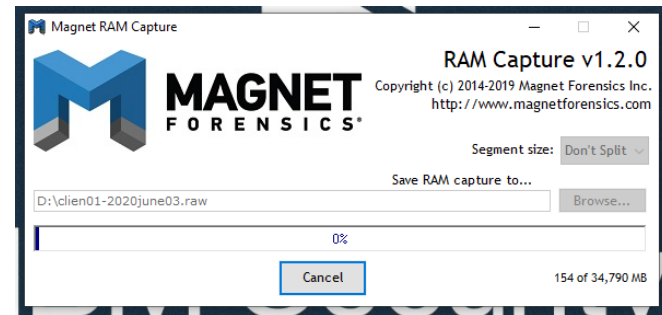 Magnet RAM Capture
RAM Capture v1.2.0
MAGNET
FORENSICS®
Copyright (c) 2014-2019 Magnet Forensics Inc.
http://www.magnetforensics.com
Segment size: Don't Split
Save RAM capture to...
D:\clien01-2020june03.raw Browse...
0%
Cancel
154 of 34,790 MB